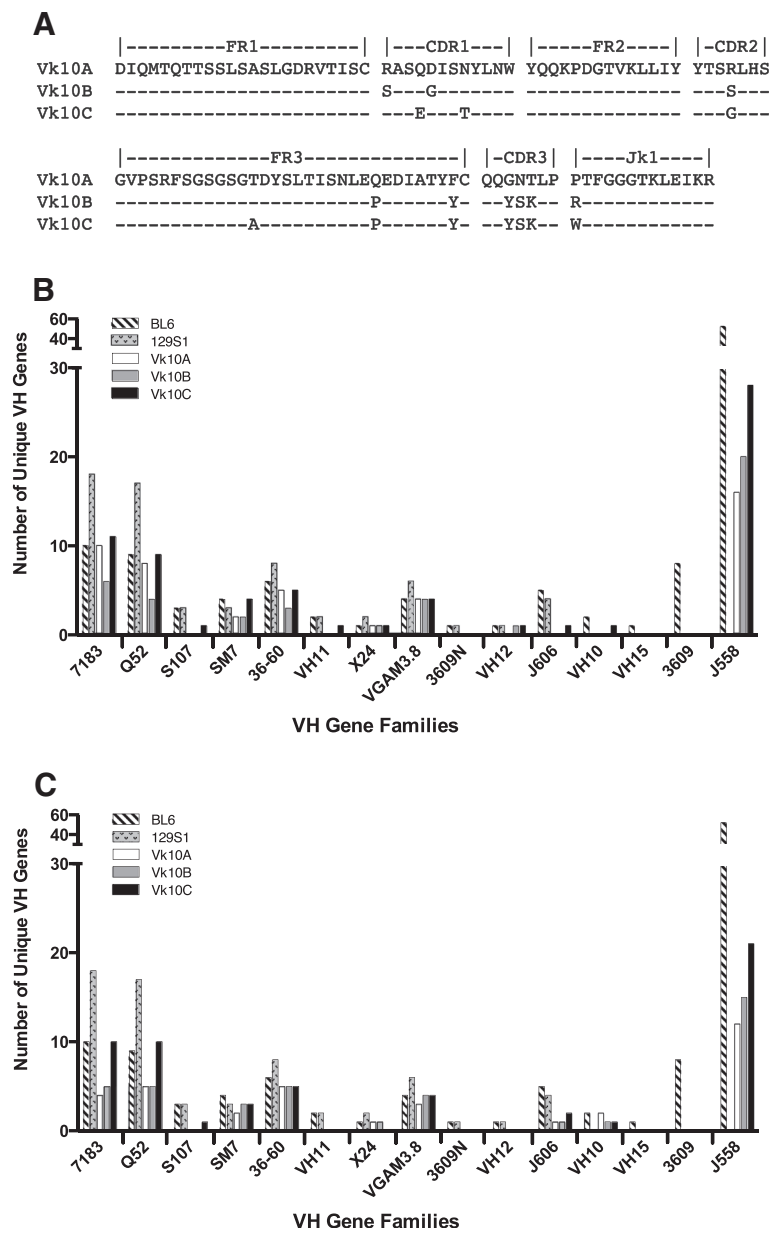 A
|----------FR1----------| |---CDR1---| |------FR2------| |-CDR2|
Vk10A DIQMTQTTSSLSASLGDRVTISC RASQDISNYLNW YQQKPDGTVKLLIY YTSRLHS
Vk10B ----------------------- S---G------- -------------- ---S---
Vk10C ----------------------- ---E---T---- -------------- ---G---
|---------------FR3---------------| |-CDR3| |----Jk1----|
Vk10A GVPSRFSGSGSGTDYSLTISNLEQEDIATYFC QQGNTLP PTFGGGTKLEIKR
Vk10B -----------------------P------Y- --YSK-- R------------
Vk10C ------------A----------P------Y- --YSK-- W------------
B
Number of Unique VH Genes
60
40
30
20
10
0
BL6
129S1
Vk10A
Vk10B
Vk10C
7183 Q52 S107 SM7 36-60 VH11 X24 VGAM3.8 3609N VH12 J606 VH10 VH15 3609 J558
VH Gene Families
C
Number of Unique VH Genes
60
40
30
20
10
0
BL6
129S1
Vk10A
Vk10B
Vk10C
7183 Q52 S107 SM7 36-60 VH11 X24 VGAM3.8 3609N VH12 J606 VH10 VH15 3609 J558
VH Gene Families